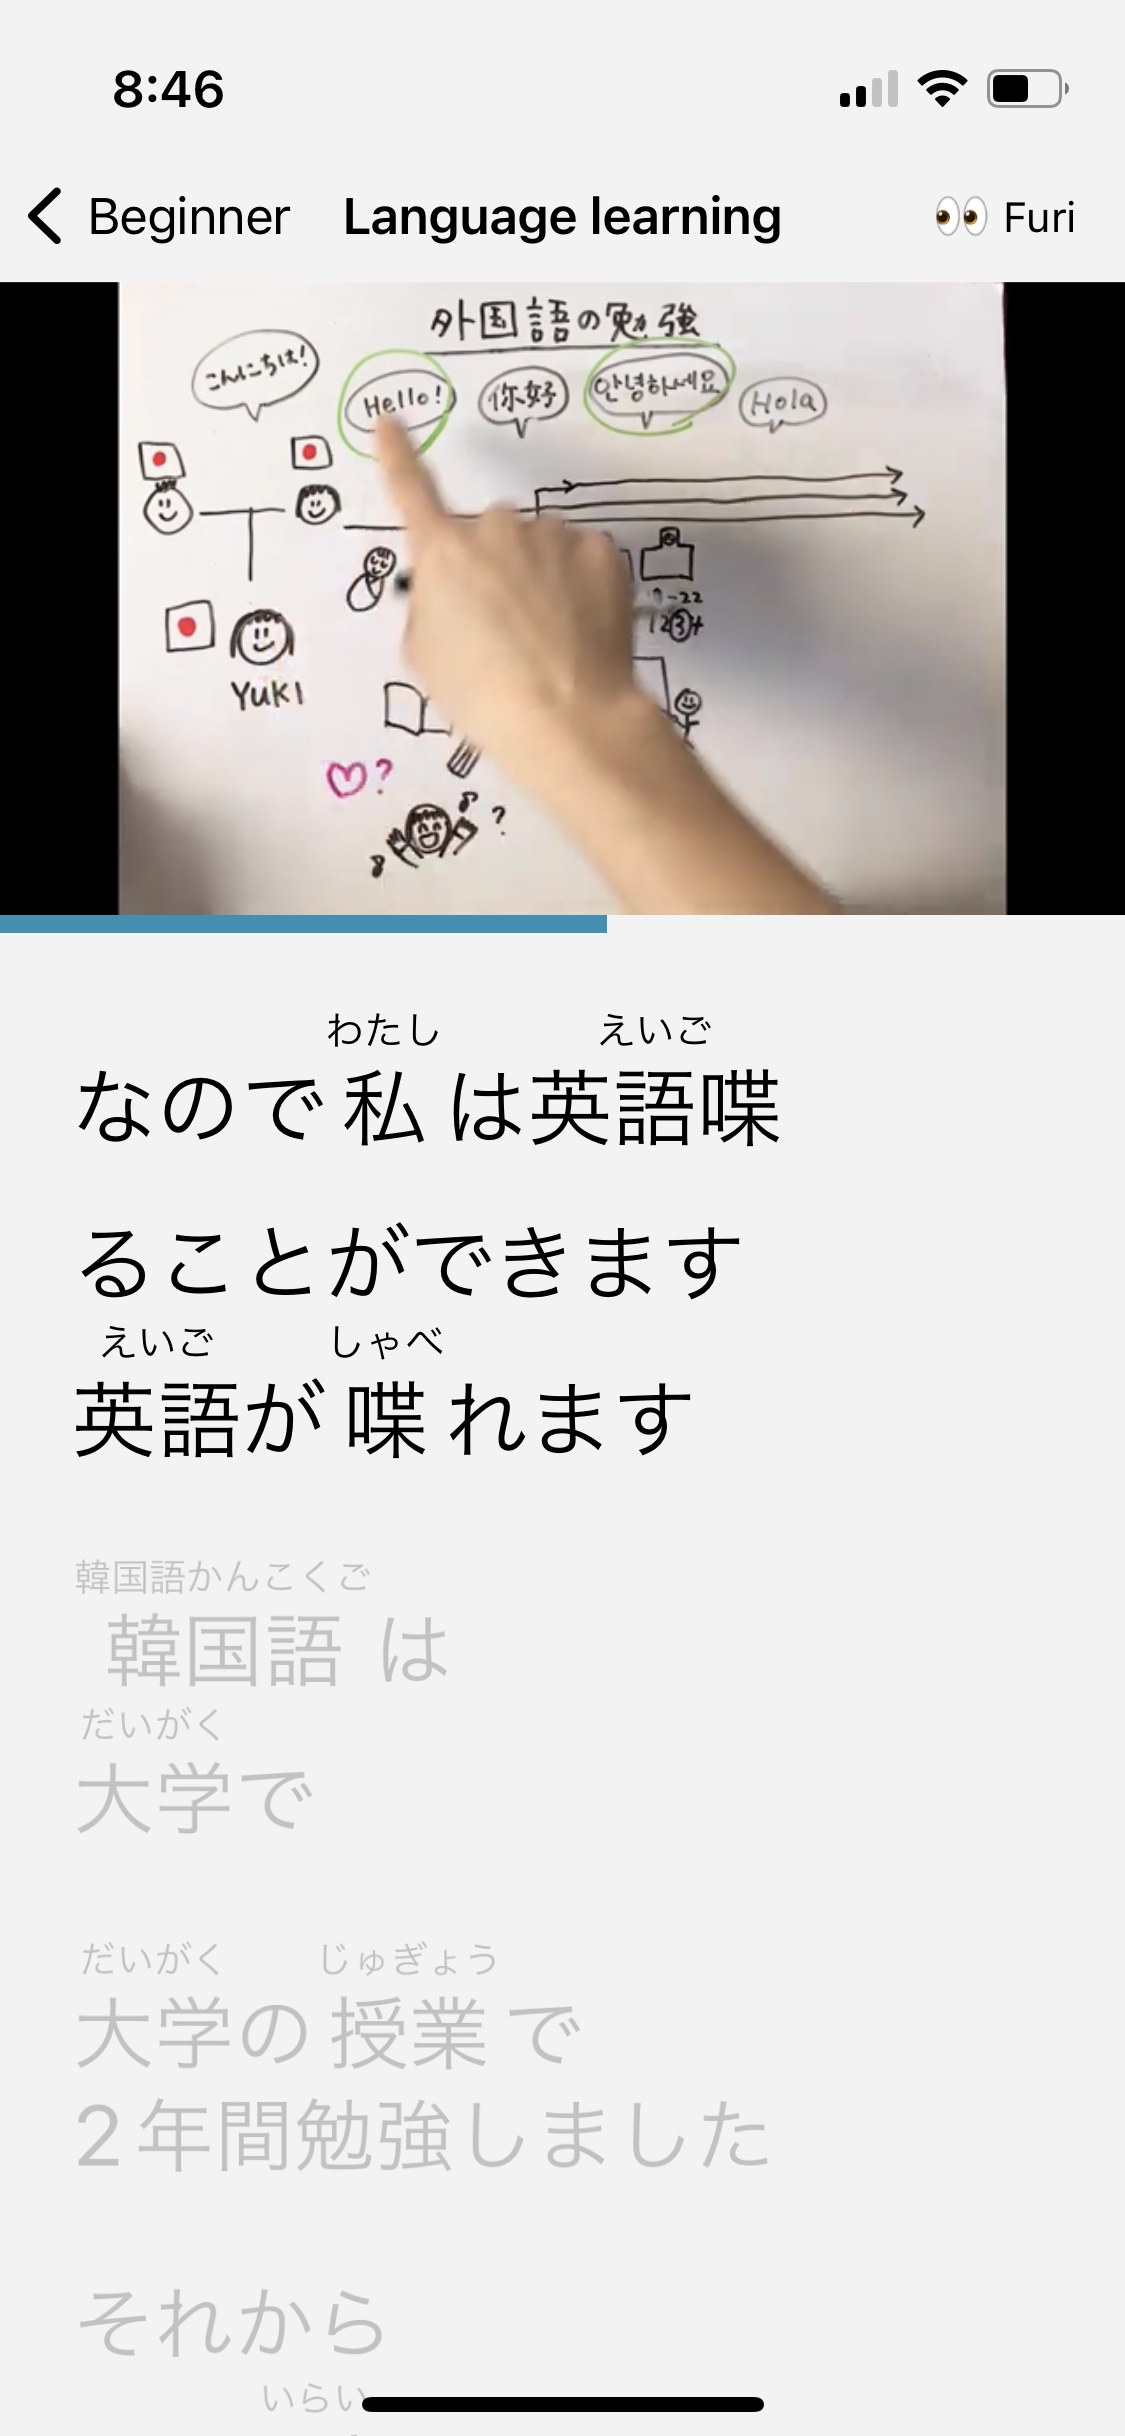 8:46
Beginner Language learning 👀 Furi
外国語の勉強
こんにちは!
Hello!
你好
안녕하세요
Hola
-22
12③4
YUKI
?
?
わたし えいご
なので私は英語喋
ることができます
えいご しゃべ
英語が喋れます
韓国語かんこくご
韓国語は
だいがく
大学で
だいがく じゅぎょう
大学の授業で
2年間勉強しました
それから
いらい